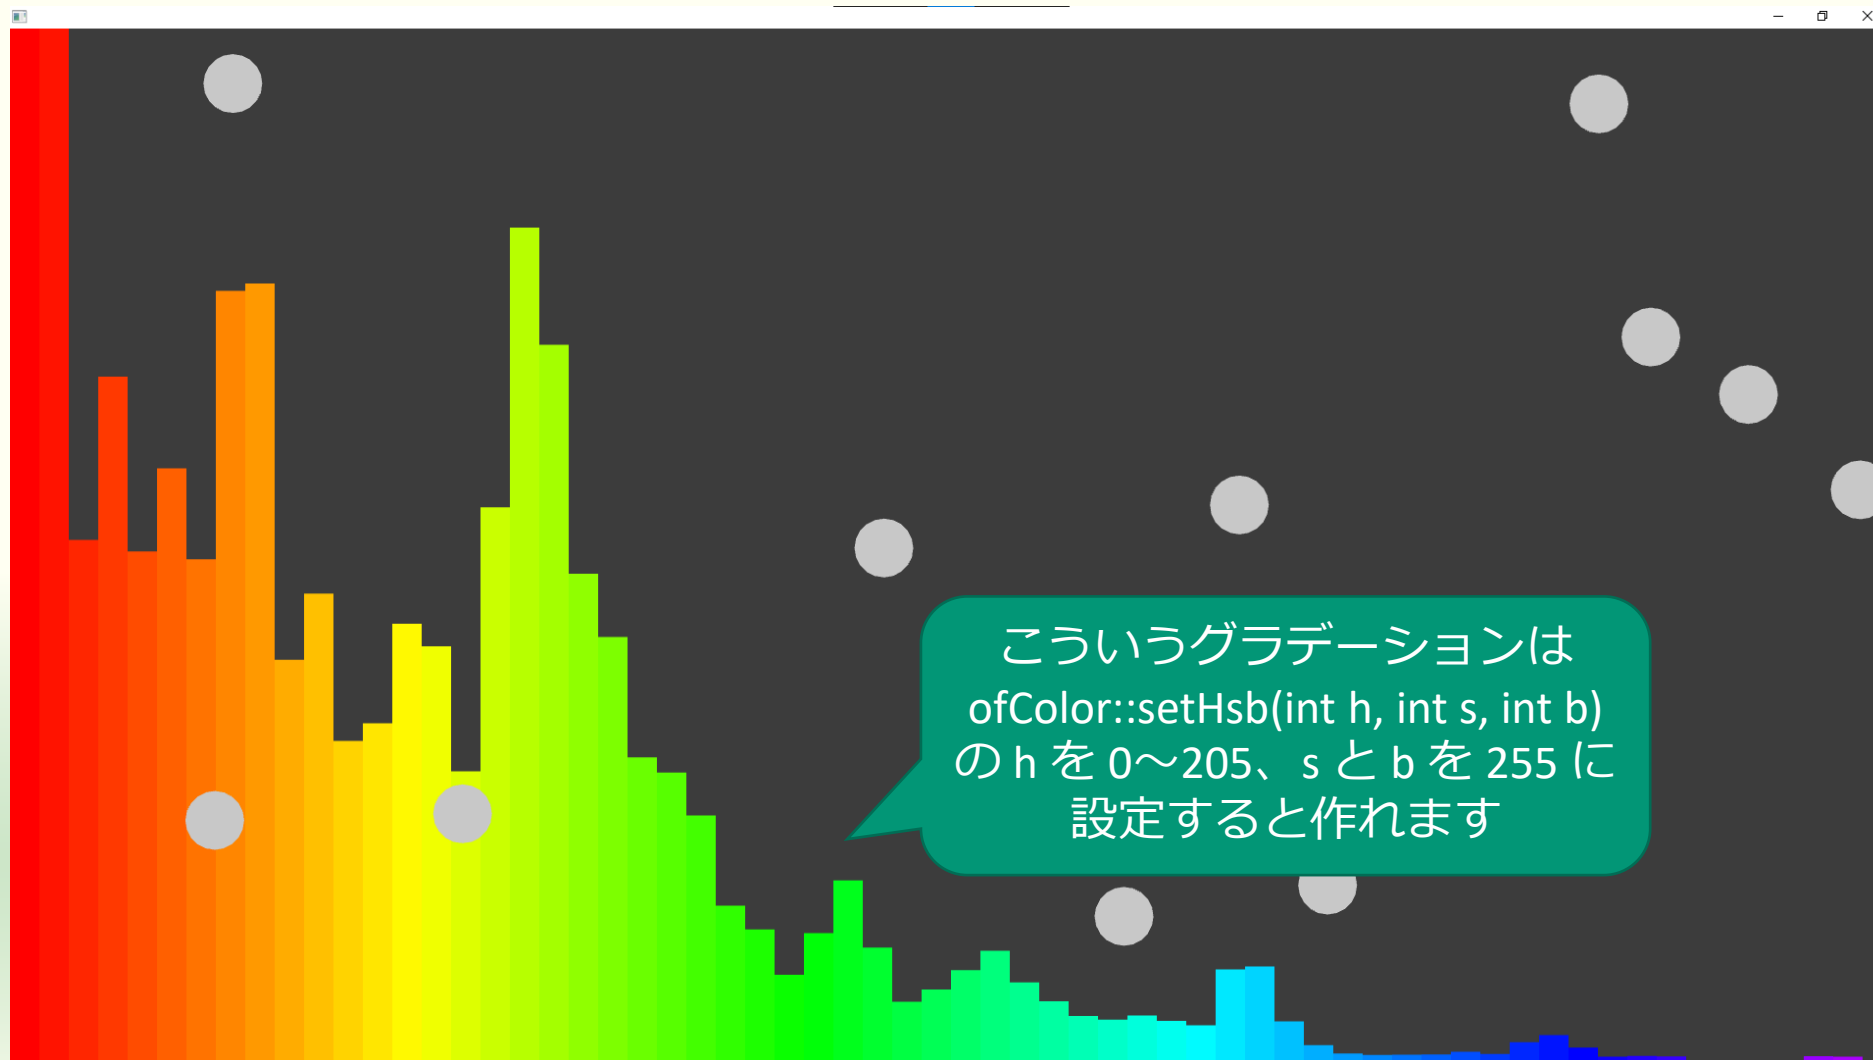 こういうグラデーションは
ofColor::setHsb(int h, int s, int b)
の h を 0～205、s と b を 255 に
設定すると作れます